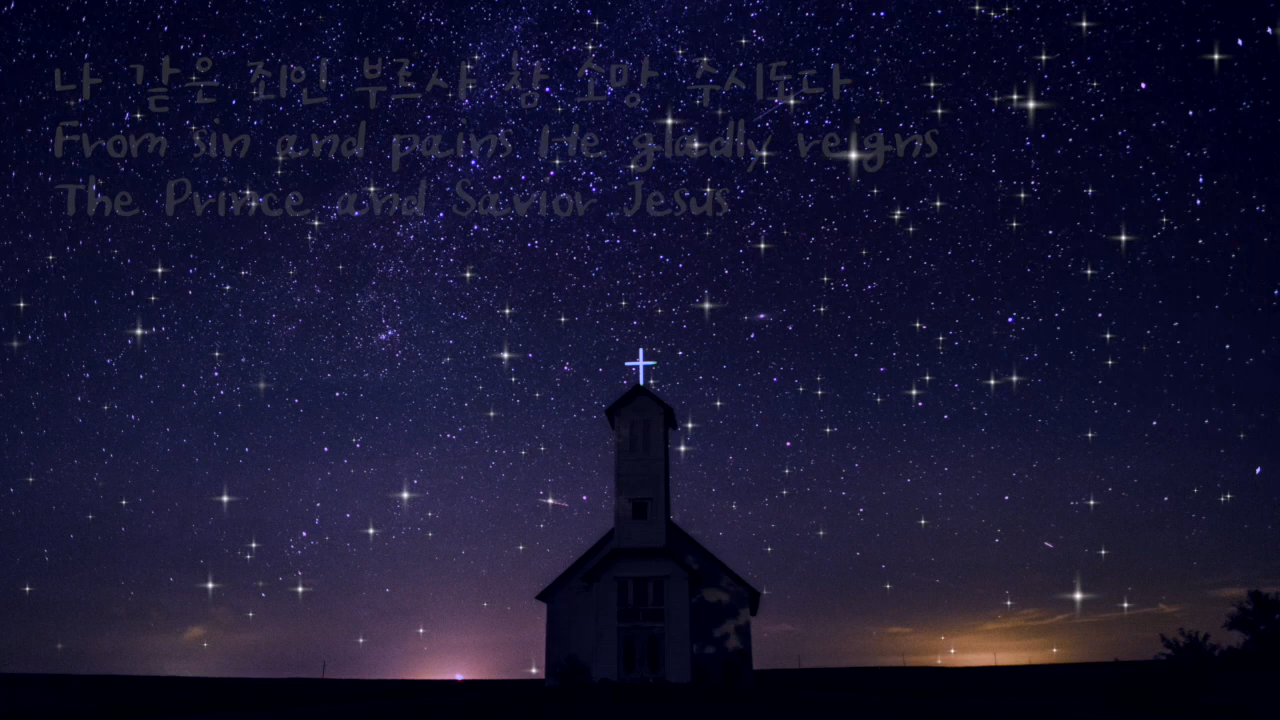 나 같은 죄인 부르사 참 소망 주시도다
From sin and pains He gladly reigns
The Prince and Savior Jesus